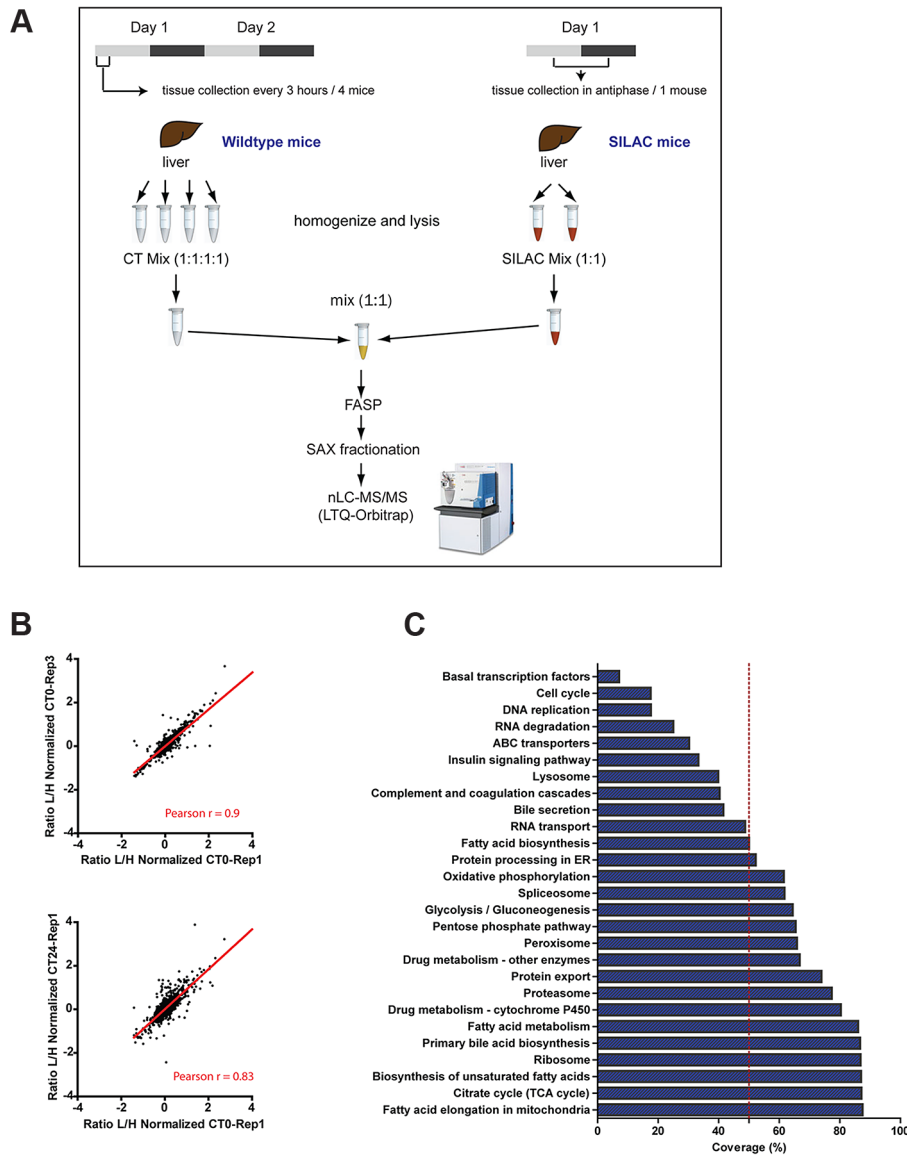 A
Day 1
Day 2
Day 1
tissue collection every 3 hours / 4 mice
tissue collection in antiphase / 1 mouse
Wildtype mice
SILAC mice
liver
liver
homogenize and lysis
CT Mix (1:1:1:1)
SILAC Mix (1:1)
mix (1:1)
FASP
SAX fractionation
nLC-MS/MS
(LTQ-Orbitrap)
B
Ratio L/H Normalized CT0-Rep3
4
2
0
-2
-4
Pearson r = 0.9
-4 -2 0 2 4
Ratio L/H Normalized CT0-Rep1
Ratio L/H Normalized CT24-Rep1
4
2
0
-2
-4
Pearson r = 0.83
-4 -2 0 2 4
Ratio L/H Normalized CT0-Rep1
C
Basal transcription factors
Cell cycle
DNA replication
RNA degradation
ABC transporters
Insulin signaling pathway
Lysosome
Complement and coagulation cascades
Bile secretion
RNA transport
Fatty acid biosynthesis
Protein processing in ER
Oxidative phosphorylation
Spliceosome
Glycolysis / Gluconeogenesis
Pentose phosphate pathway
Peroxisome
Drug metabolism - other enzymes
Protein export
Proteasome
Drug metabolism - cytochrome P450
Fatty acid metabolism
Primary bile acid biosynthesis
Ribosome
Biosynthesis of unsaturated fatty acids
Citrate cycle (TCA cycle)
Fatty acid elongation in mitochondria
0 20 40 60 80 100
Coverage (%)